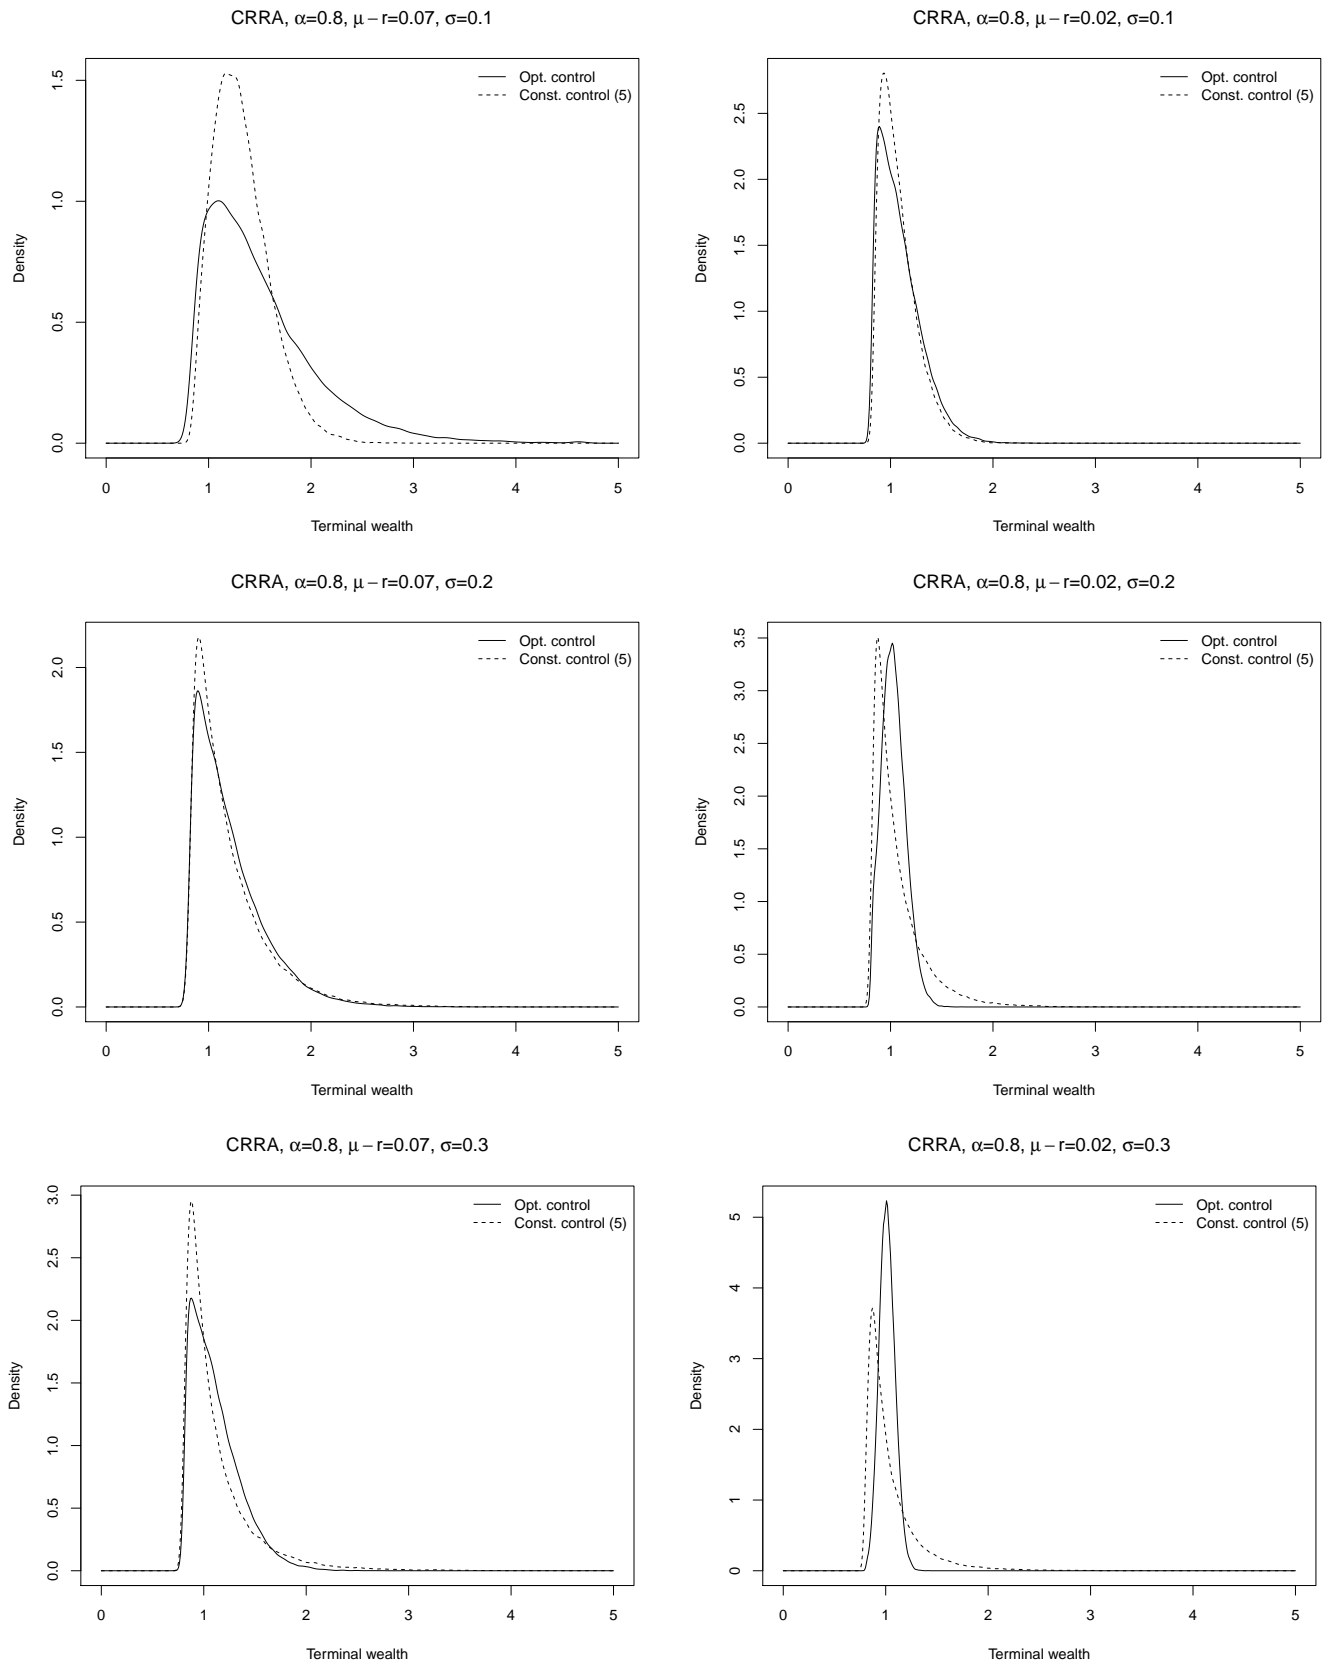 CRRA, α=0.8, μ−r=0.07, σ=0.1
Opt. control
Const. control (5)
Density
0.0 0.5 1.0 1.5
0 1 2 3 4 5
Terminal wealth
CRRA, α=0.8, μ−r=0.02, σ=0.1
Opt. control
Const. control (5)
Density
0.0 0.5 1.0 1.5 2.0 2.5
0 1 2 3 4 5
Terminal wealth
CRRA, α=0.8, μ−r=0.07, σ=0.2
Opt. control
Const. control (5)
Density
0.0 0.5 1.0 1.5 2.0
0 1 2 3 4 5
Terminal wealth
CRRA, α=0.8, μ−r=0.02, σ=0.2
Opt. control
Const. control (5)
Density
0.0 0.5 1.0 1.5 2.0 2.5 3.0 3.5
0 1 2 3 4 5
Terminal wealth
CRRA, α=0.8, μ−r=0.07, σ=0.3
Opt. control
Const. control (5)
Density
0.0 0.5 1.0 1.5 2.0 2.5 3.0
0 1 2 3 4 5
Terminal wealth
CRRA, α=0.8, μ−r=0.02, σ=0.3
Opt. control
Const. control (5)
Density
0 1 2 3 4 5
0 1 2 3 4 5
Terminal wealth